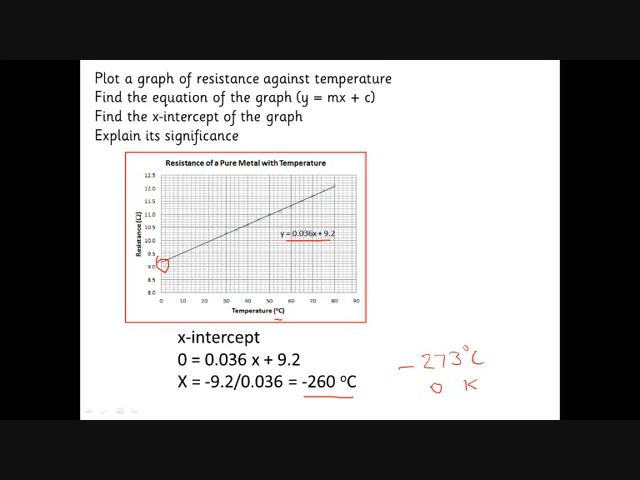 Plot a graph of resistance against temperature
Find the equation of the graph (y = mx + c)
Find the x-intercept of the graph
Explain its significance
Resistance of a Pure Metal with Temperature
12.5
12.0
11.5
11.0
10.5
10.0
9.5
9.0
8.5
8.0
Resistance (Ω)
y = 0.036x + 9.2
0 10 20 30 40 50 60 70 80 90
Temperature (°C)
x-intercept
0 = 0.036 x + 9.2
X = -9.2/0.036 = -260 °C
-273°C
0 K